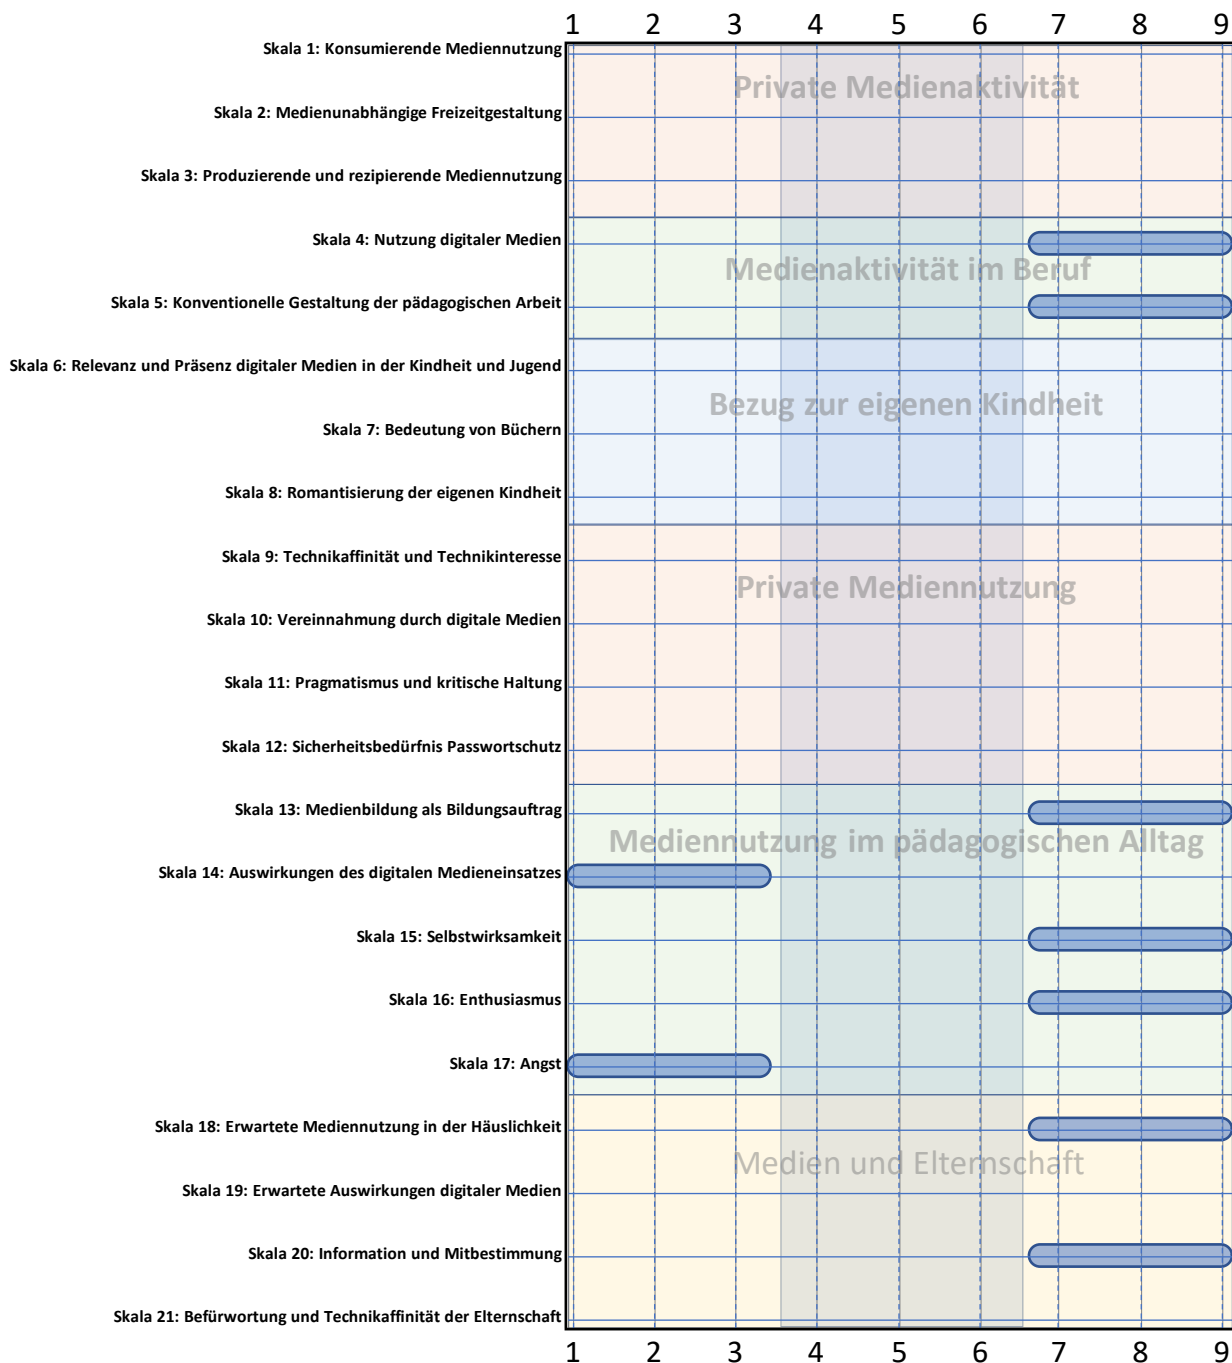 1 2 3 4 5 6 7 8 9
Skala 1: Konsumierende Mediennutzung
Private Medienaktivität
Skala 2: Medienunabhängige Freizeitgestaltung
Skala 3: Produzierende und rezipierende Mediennutzung
Skala 4: Nutzung digitaler Medien
Medienaktivität im Beruf
Skala 5: Konventionelle Gestaltung der pädagogischen Arbeit
Skala 6: Relevanz und Präsenz digitaler Medien in der Kindheit und Jugend
Bezug zur eigenen Kindheit
Skala 7: Bedeutung von Büchern
Skala 8: Romantisierung der eigenen Kindheit
Skala 9: Technikaffinität und Technikinteresse
Private Mediennutzung
Skala 10: Vereinnahmung durch digitale Medien
Skala 11: Pragmatismus und kritische Haltung
Skala 12: Sicherheitsbedürfnis Passwortschutz
Skala 13: Medienbildung als Bildungsauftrag
Mediennutzung im pädagogischen Alltag
Skala 14: Auswirkungen des digitalen Medieneinsatzes
Skala 15: Selbstwirksamkeit
Skala 16: Enthusiasmus
Skala 17: Angst
Skala 18: Erwartete Mediennutzung in der Häuslichkeit
Medien und Elternschaft
Skala 19: Erwartete Auswirkungen digitaler Medien
Skala 20: Information und Mitbestimmung
Skala 21: Befürwortung und Technikaffinität der Elternschaft
1 2 3 4 5 6 7 8 9